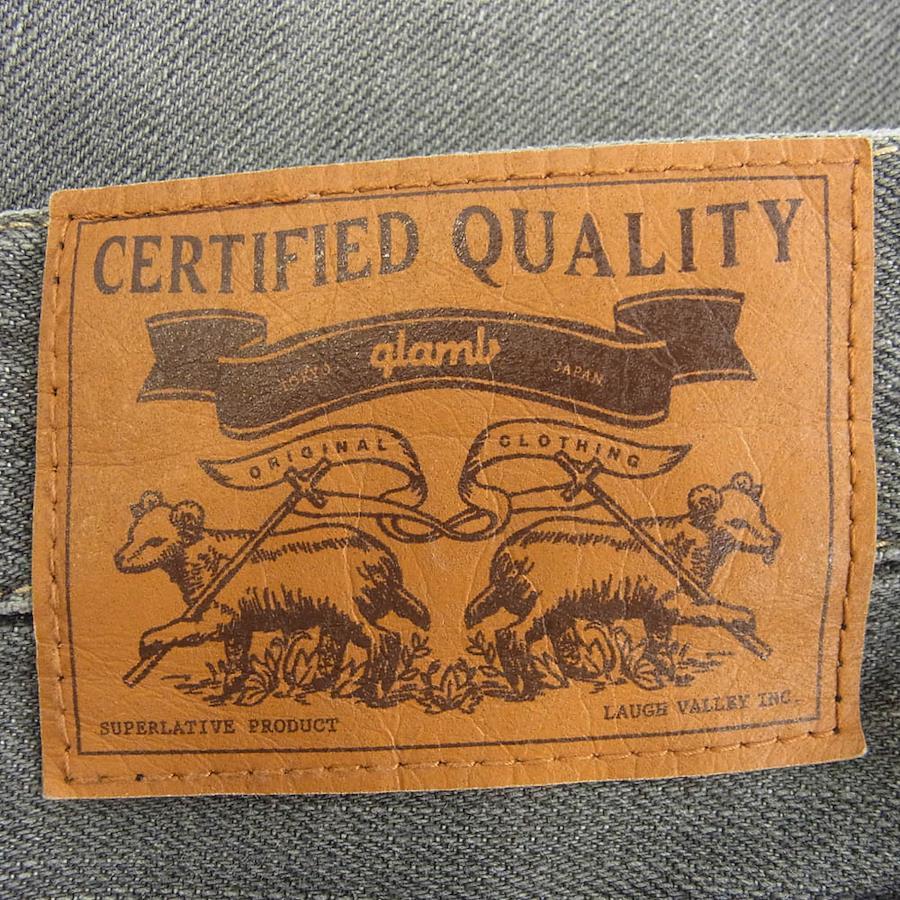 CERTIFIED QUALITY
glamb
TOKYO JAPAN
ORIGINAL CLOTHING
SUPERLATIVE PRODUCT
LAUGH VALLEY INC.